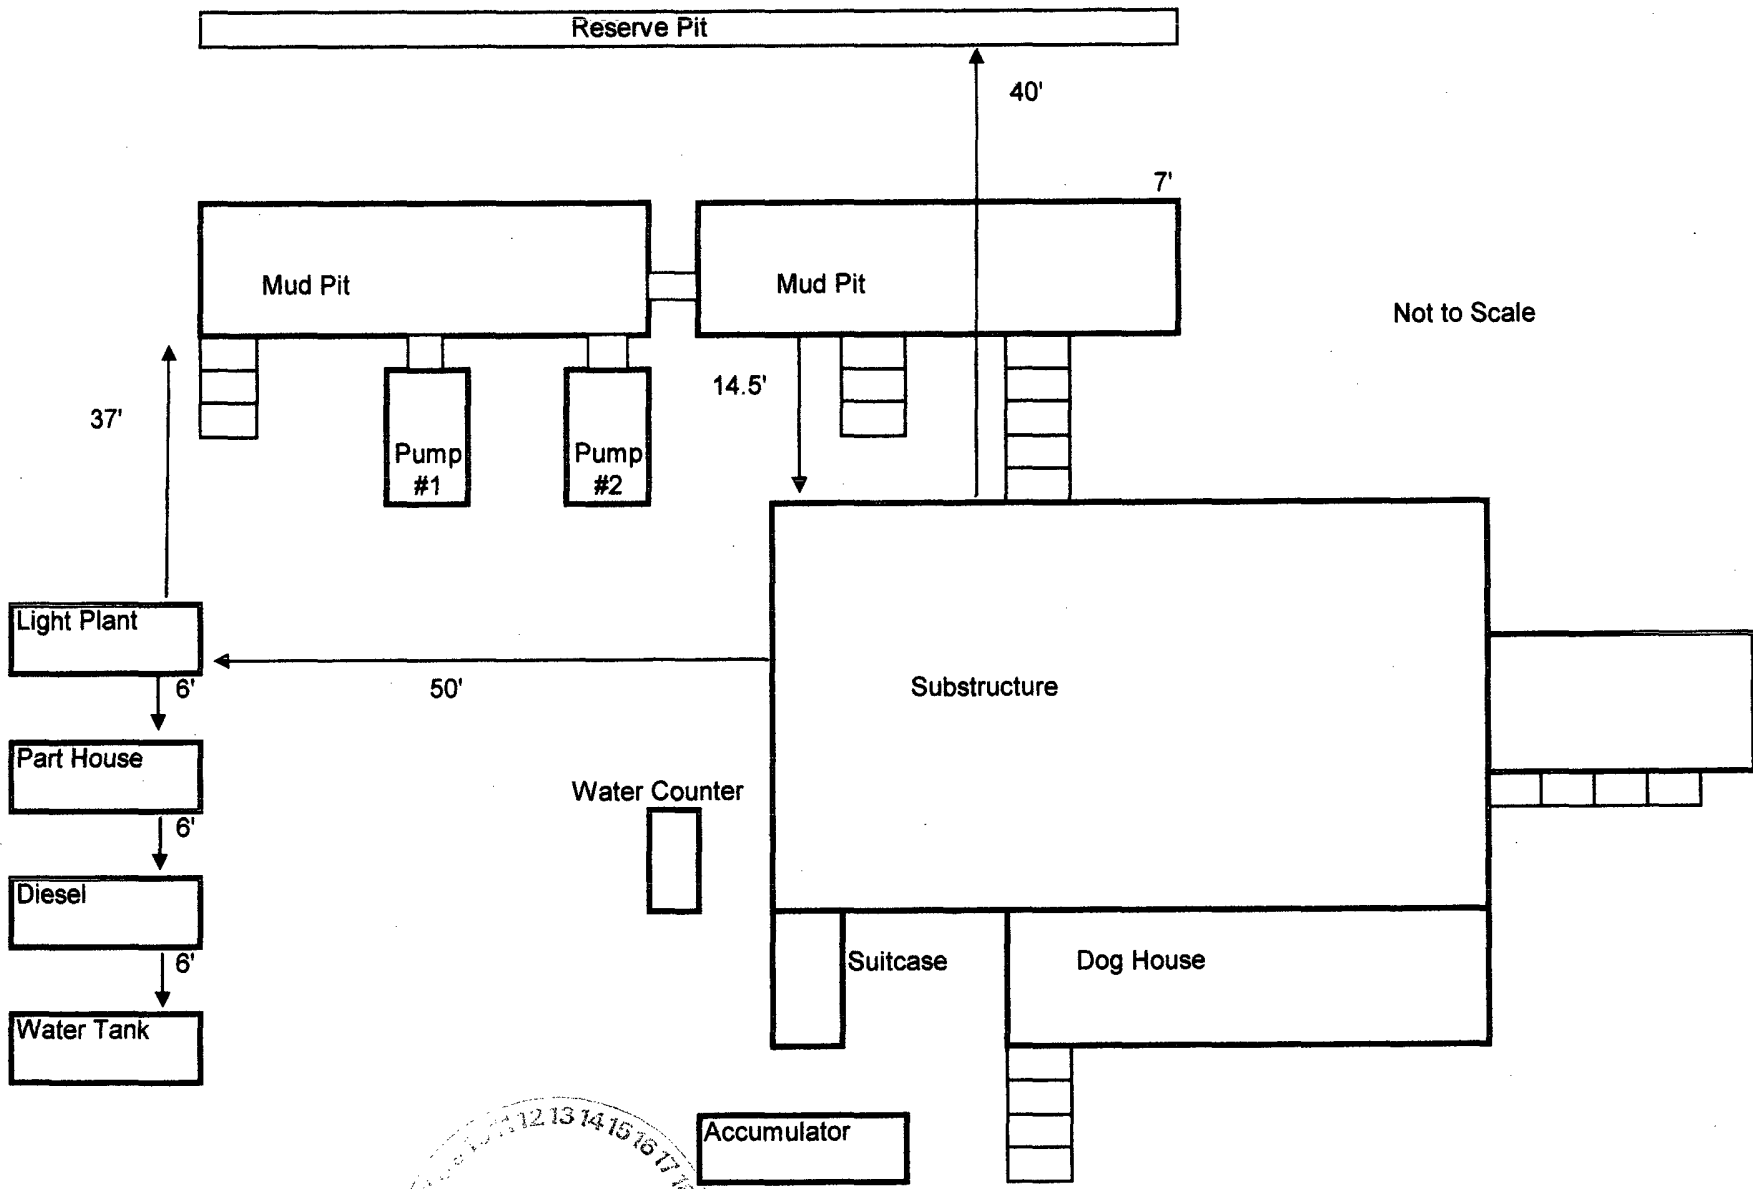 Reserve Pit
40'
7'
Mud Pit
Mud Pit
Not to Scale
37'
14.5'
Pump
#1
Pump
#2
Light Plant
6'
50'
Substructure
Part House
Water Counter
6'
Diesel
Suitcase
Dog House
6'
Water Tank
Accumulator
12 13 14 15 16 17